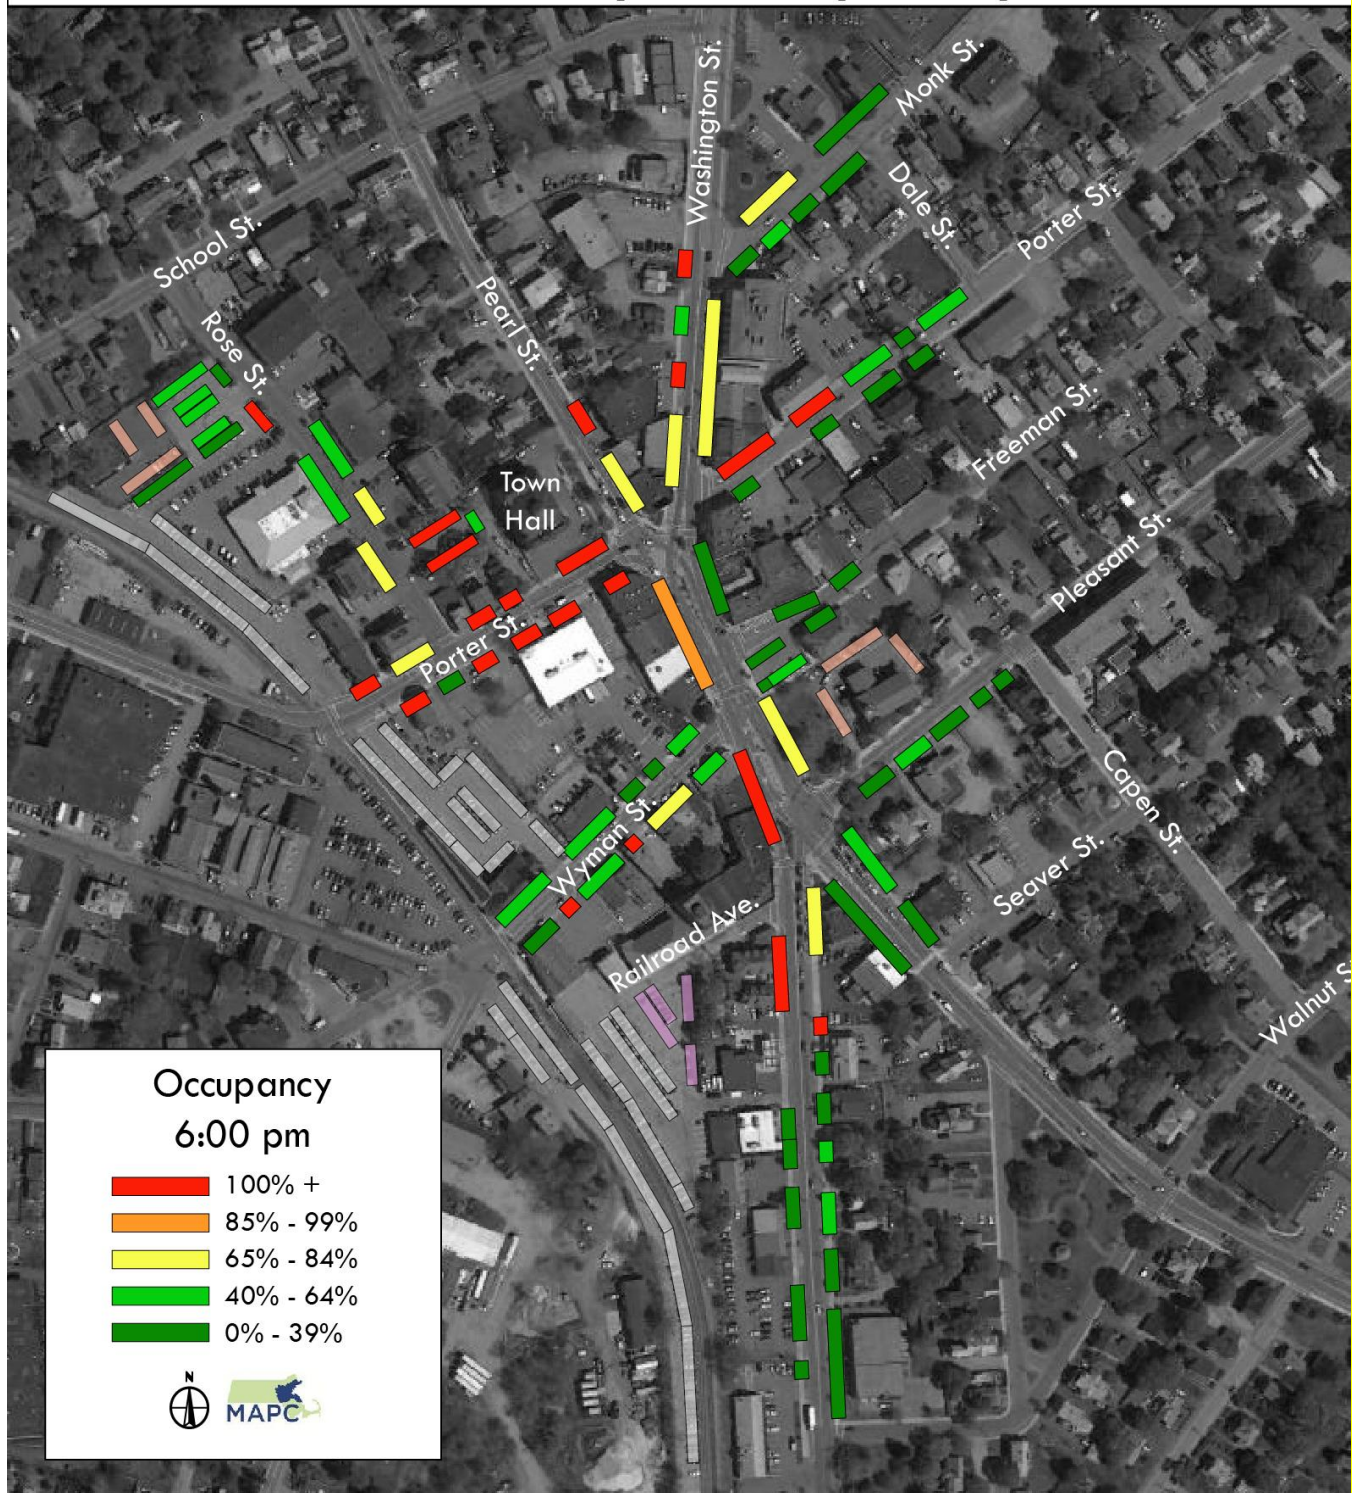 Washington St.
Monk St.
Dale St.
Porter St.
School St.
Pearl St.
Rose St.
Freeman St.
Town
Hall
Pleasant St.
Porter St.
Capen St.
Wyman St.
Seaver St.
Railroad Ave.
Walnut S
Occupancy
6:00 pm
100% +
85% - 99%
65% - 84%
40% - 64%
0% - 39%
N
MAPC